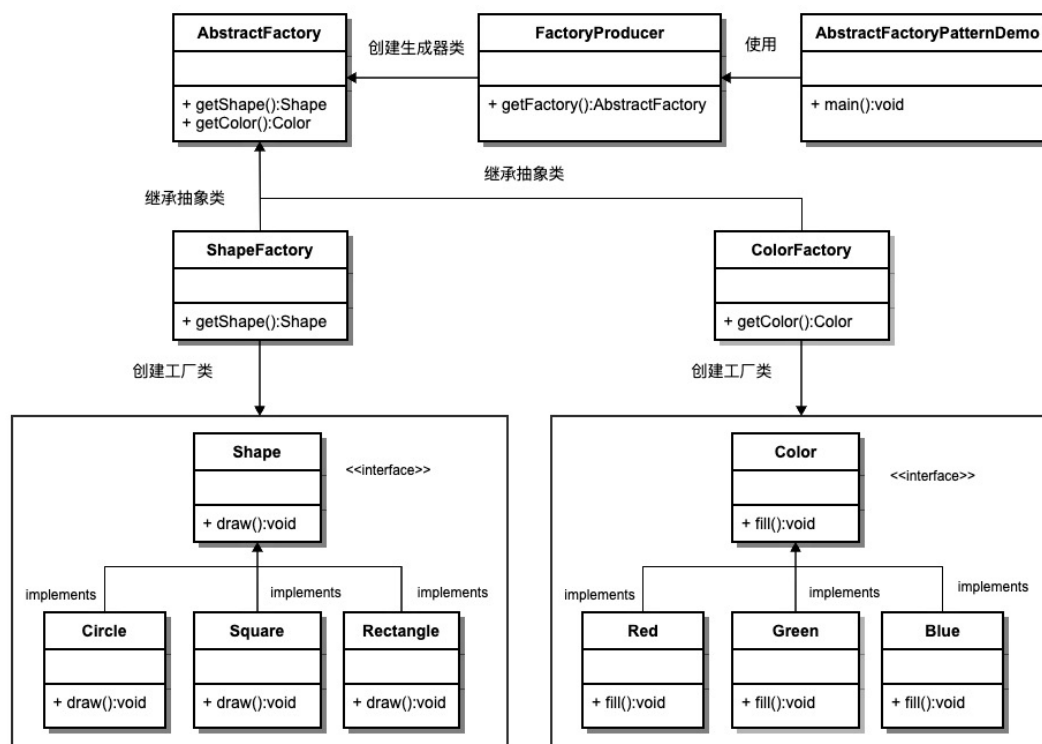 AbstractFactory
+ getShape():Shape
+ getColor():Color
创建生成器类
FactoryProducer
+ getFactory():AbstractFactory
使用
AbstractFactoryPatternDemo
+ main():void
继承抽象类
继承抽象类
ShapeFactory
+ getShape():Shape
ColorFactory
+ getColor():Color
创建工厂类
创建工厂类
Shape
<<interface>>
+ draw():void
implements
implements
implements
Circle
+ draw():void
Square
+ draw():void
Rectangle
+ draw():void
Color
<<interface>>
+ fill():void
implements
implements
implements
Red
+ fill():void
Green
+ fill():void
Blue
+ fill():void